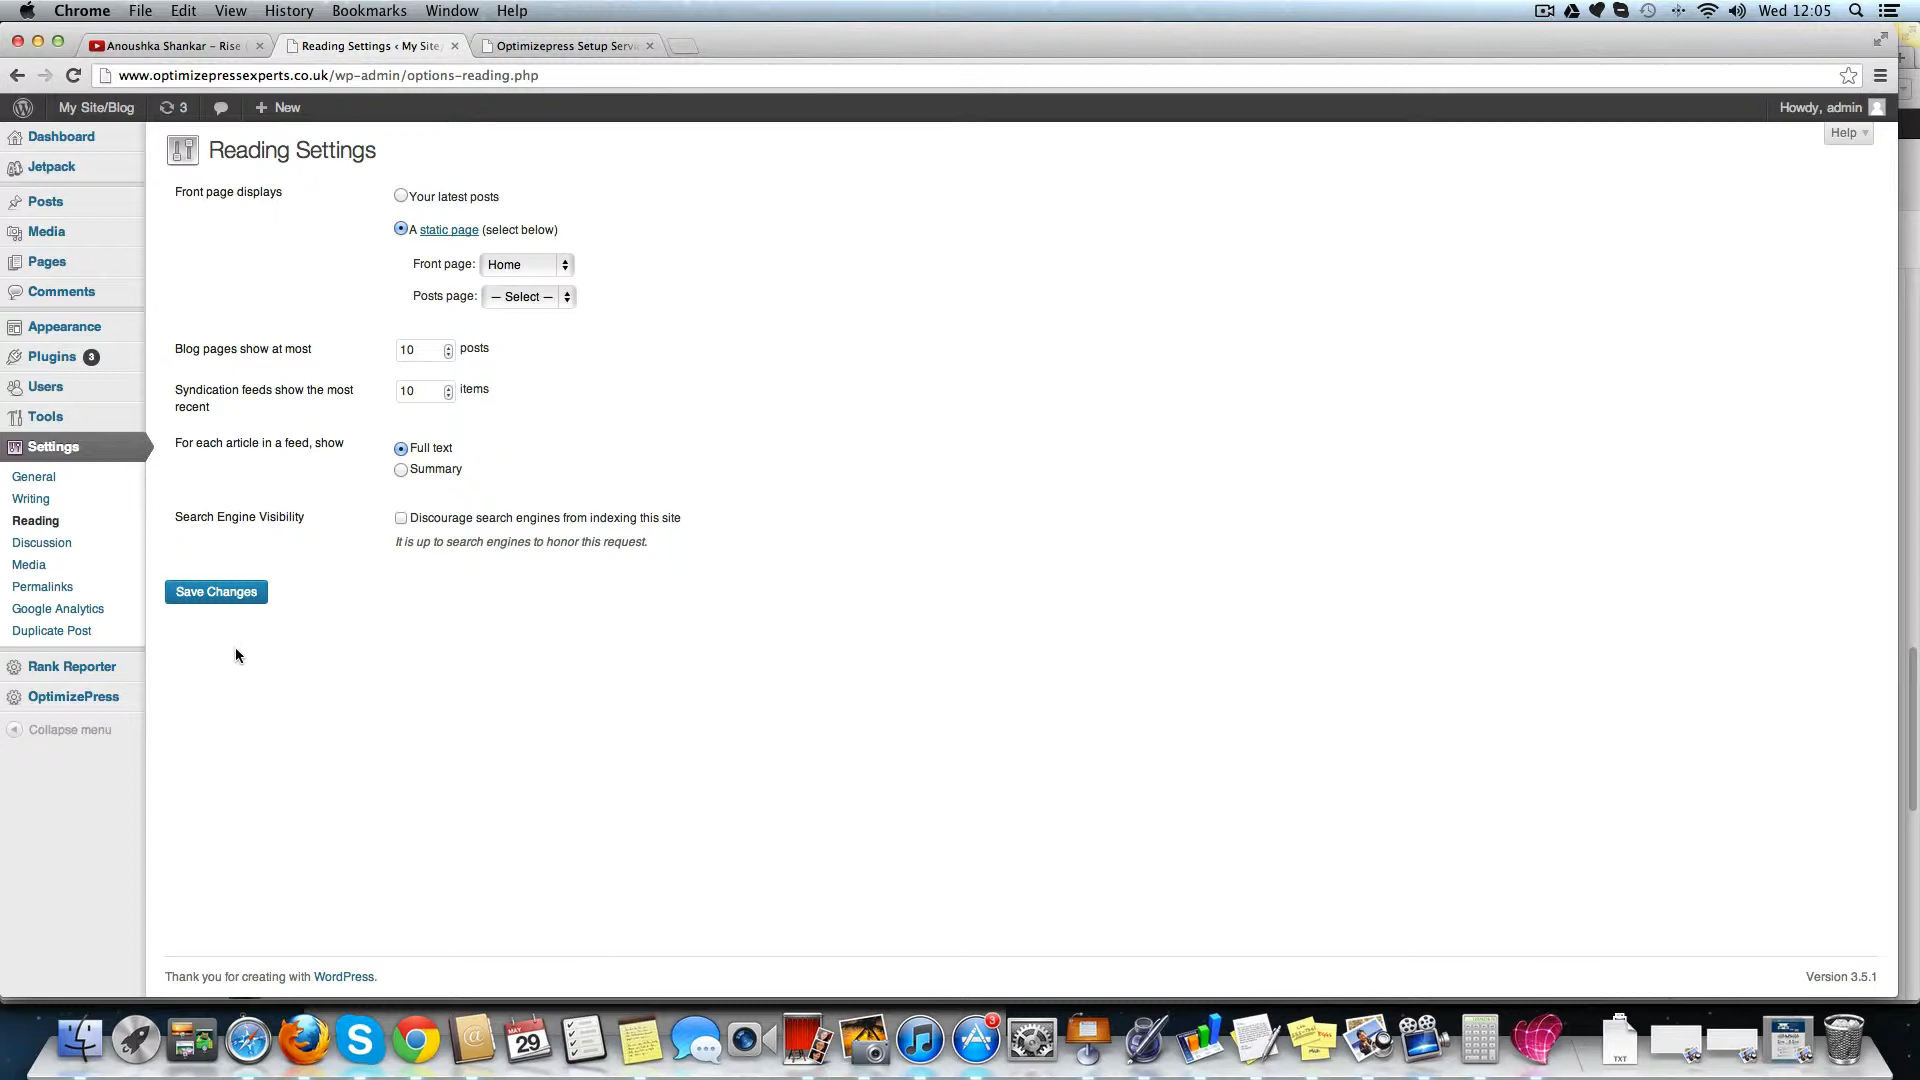 Chrome File Edit View History Bookmarks Window Help Wed 12:05
Anoushka Shankar - Rise Reading Settings ‹ My Site/ Optimizepress Setup Servi
www.optimizepressexperts.co.uk/wp-admin/options-reading.php
My Site/Blog 3 + New Howdy, admin
Help
Dashboard
Jetpack
Posts
Media
Pages
Comments
Appearance
Plugins 3
Users
Tools
Settings
General
Writing
Reading
Discussion
Media
Permalinks
Google Analytics
Duplicate Post
Rank Reporter
OptimizePress
Collapse menu
Reading Settings
Front page displays
Your latest posts
A static page (select below)
Front page: Home
Posts page: — Select —
Blog pages show at most 10 posts
Syndication feeds show the most recent 10 items
For each article in a feed, show
Full text
Summary
Search Engine Visibility
Discourage search engines from indexing this site
It is up to search engines to honor this request.
Save Changes
Thank you for creating with WordPress. Version 3.5.1
MAY
29
3
TXT